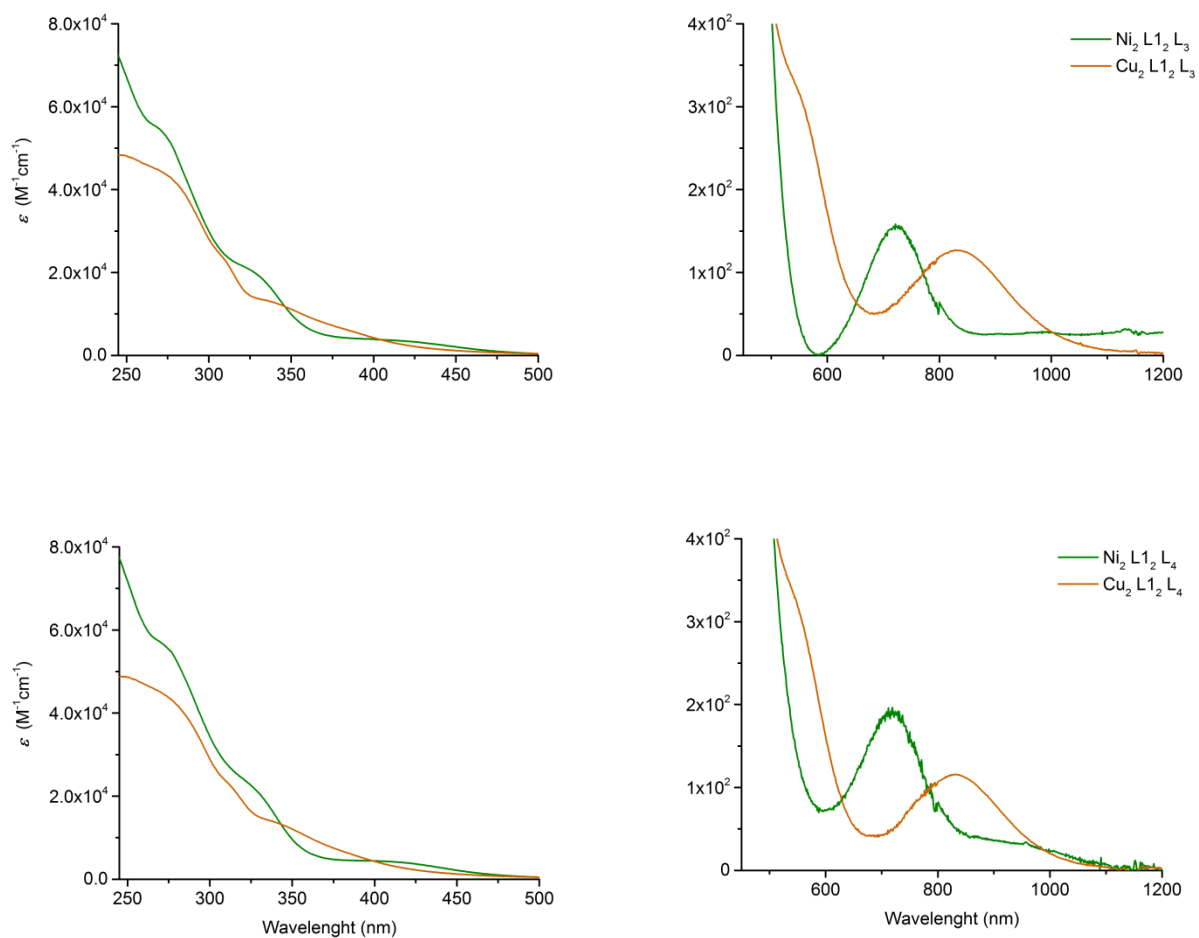 8.0x10⁴
6.0x10⁴
4.0x10⁴
2.0x10⁴
0.0
ε (M⁻¹cm⁻¹)
250 300 350 400 450 500
4x10²
3x10²
2x10²
1x10²
0
600 800 1000 1200
Ni₂ L1₂ L₃
Cu₂ L1₂ L₃
8.0x10⁴
6.0x10⁴
4.0x10⁴
2.0x10⁴
0.0
ε (M⁻¹cm⁻¹)
250 300 350 400 450 500
Wavelenght (nm)
4x10²
3x10²
2x10²
1x10²
0
600 800 1000 1200
Wavelenght (nm)
Ni₂ L1₂ L₄
Cu₂ L1₂ L₄